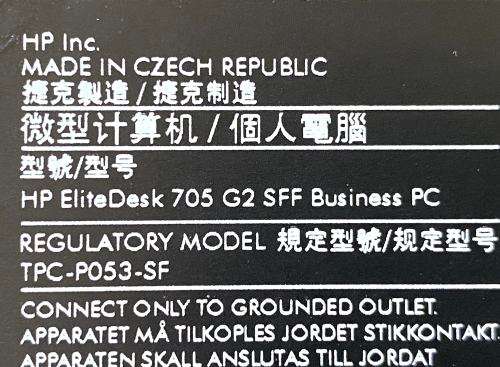 HP Inc.
MADE IN CZECH REPUBLIC
捷克製造 / 捷克制造
微型计算机 / 個人電腦
型號/型号
HP EliteDesk 705 G2 SFF Business PC
REGULATORY MODEL 規定型號/规定型号
TPC-P053-SF
CONNECT ONLY TO GROUNDED OUTLET.
APPARATET MÅ TILKOPLES JORDET STIKKONTAKT.
APPARATEN SKALL ANSLUTAS TILL JORDAT